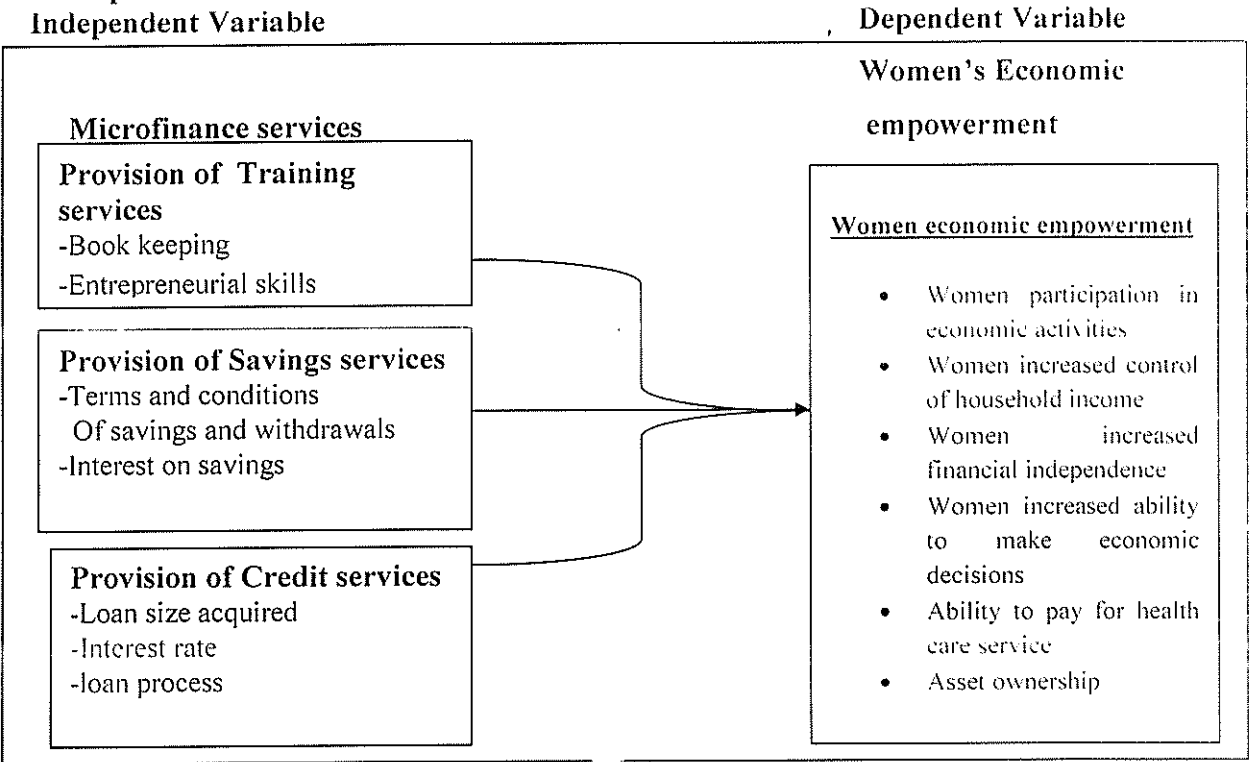 Independent Variable
Dependent Variable
Women's Economic
empowerment
Microfinance services
Provision of Training
services
-Book keeping
-Entrepreneurial skills
Provision of Savings services
-Terms and conditions
Of savings and withdrawals
-Interest on savings
Provision of Credit services
-Loan size acquired
-Interest rate
-loan process
Women economic empowerment
• Women participation in
economic activities
• Women increased control
of household income
• Women increased
financial independence
• Women increased ability
to make economic
decisions
• Ability to pay for health
care service
• Asset ownership